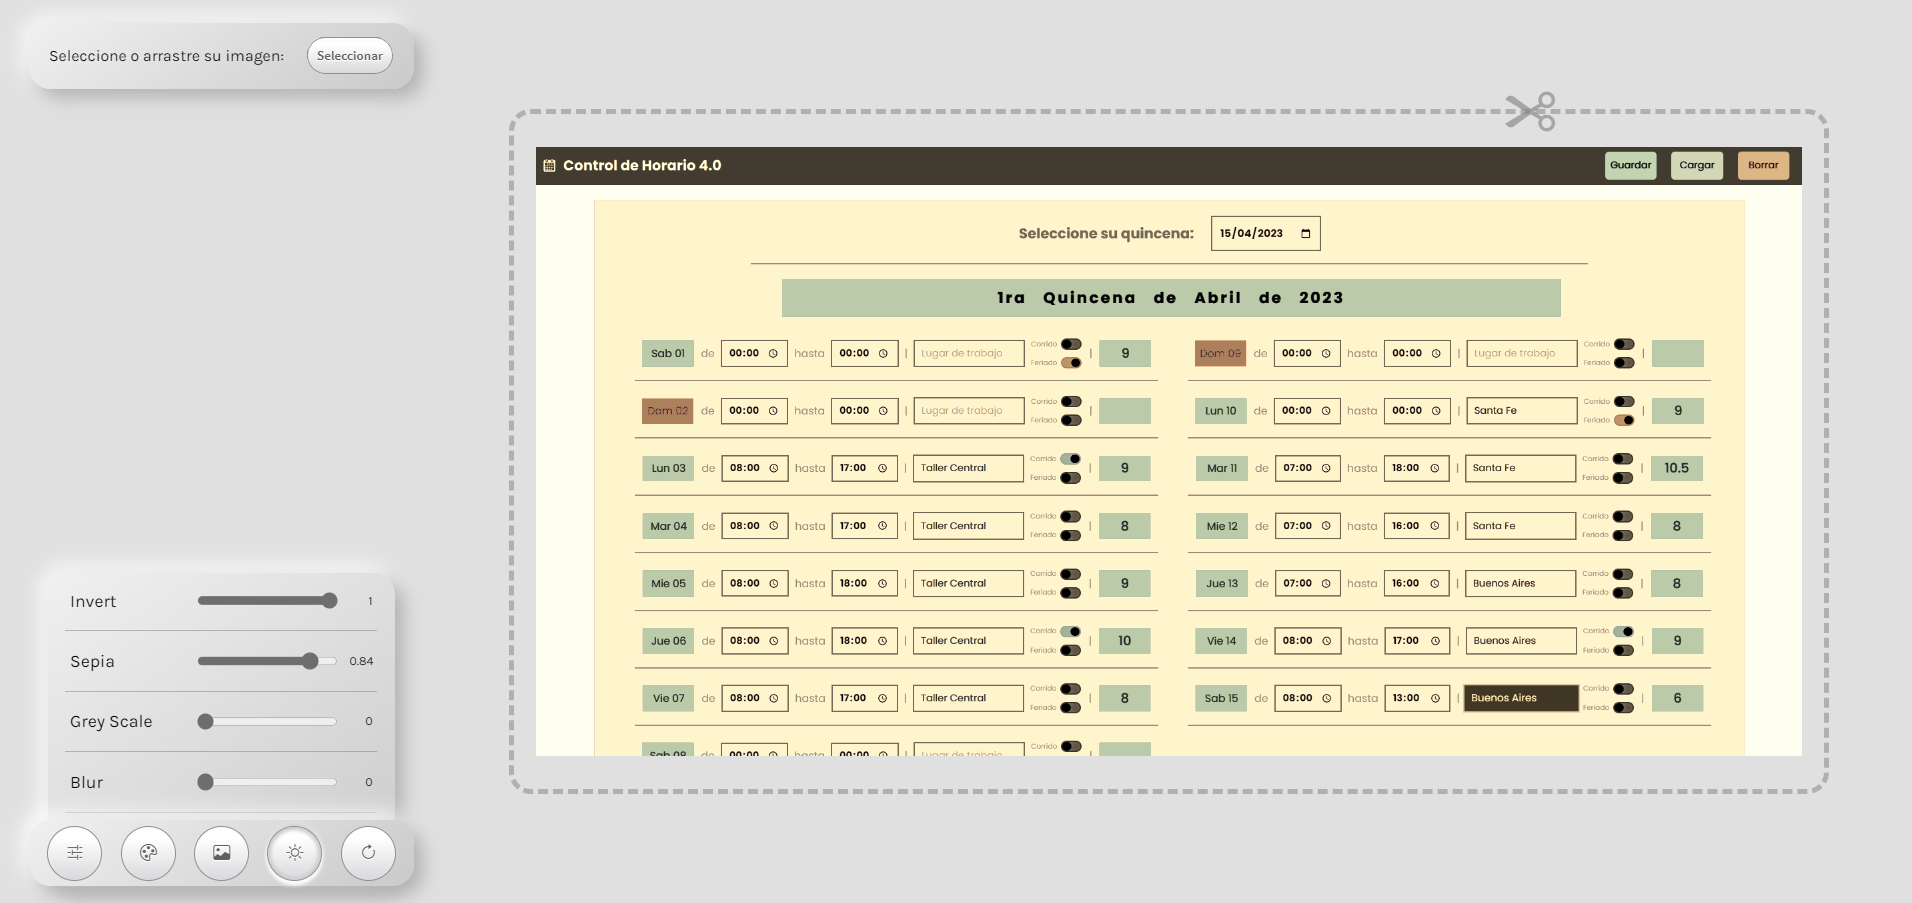 Seleccione o arrastre su imagen: Seleccionar
Control de Horario 4.0 Guardar Cargar Borrar
Seleccione su quincena: 15/04/2023
1ra Quincena de Abril de 2023
Sab 01 de 00:00 hasta 00:00 | Lugar de trabajo Corrido Feriado | 9
Dom 02 de 00:00 hasta 00:00 | Lugar de trabajo Corrido Feriado |
Lun 03 de 08:00 hasta 17:00 | Taller Central Corrido Feriado | 9
Mar 04 de 08:00 hasta 17:00 | Taller Central Corrido Feriado | 8
Mie 05 de 08:00 hasta 18:00 | Taller Central Corrido Feriado | 9
Jue 06 de 08:00 hasta 18:00 | Taller Central Corrido Feriado | 10
Vie 07 de 08:00 hasta 17:00 | Taller Central Corrido Feriado | 8
Sab 08 de 00:00 hasta 00:00 | Lugar de trabajo Corrido
Dom 09 de 00:00 hasta 00:00 | Lugar de trabajo Corrido Feriado |
Lun 10 de 00:00 hasta 00:00 | Santa Fe Corrido Feriado | 9
Mar 11 de 07:00 hasta 18:00 | Santa Fe Corrido Feriado | 10.5
Mie 12 de 07:00 hasta 16:00 | Santa Fe Corrido Feriado | 8
Jue 13 de 07:00 hasta 16:00 | Buenos Aires Corrido Feriado | 8
Vie 14 de 08:00 hasta 17:00 | Buenos Aires Corrido Feriado | 9
Sab 15 de 08:00 hasta 13:00 | Buenos Aires Corrido Feriado | 6
Invert 1
Sepia 0.84
Grey Scale 0
Blur 0